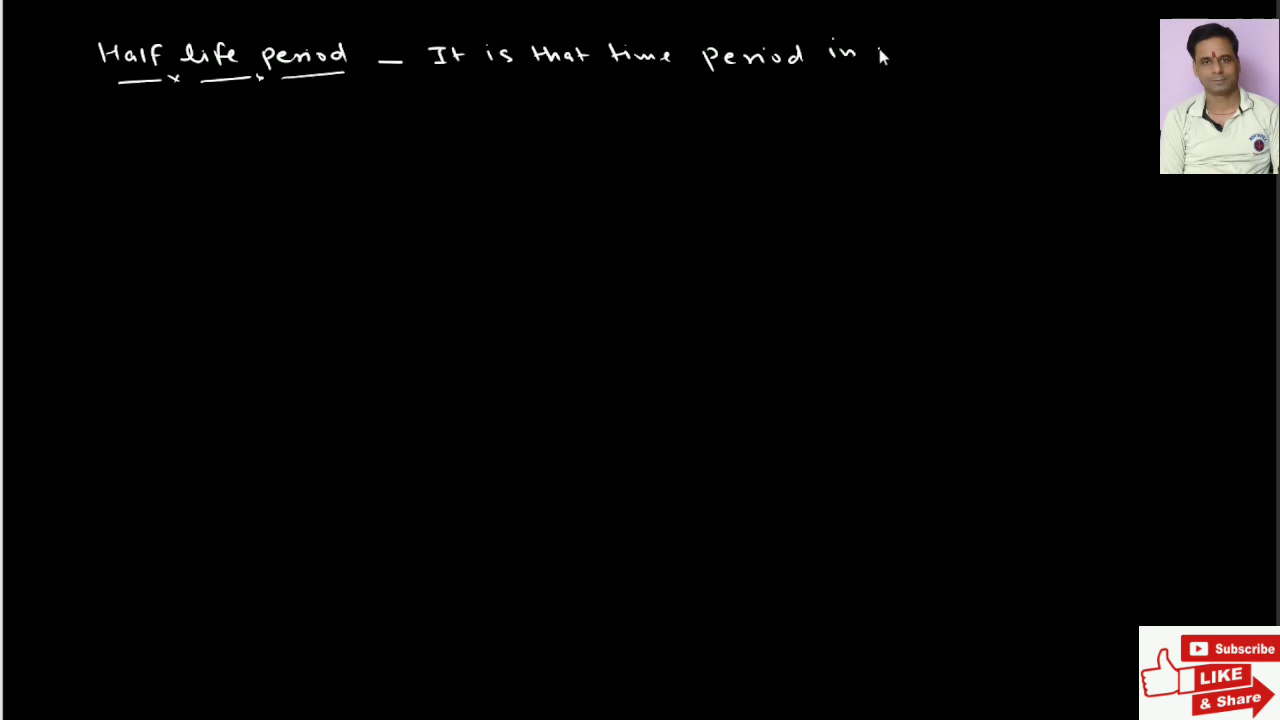 Half life period — It is that time period in
Subscribe
LIKE
& Share